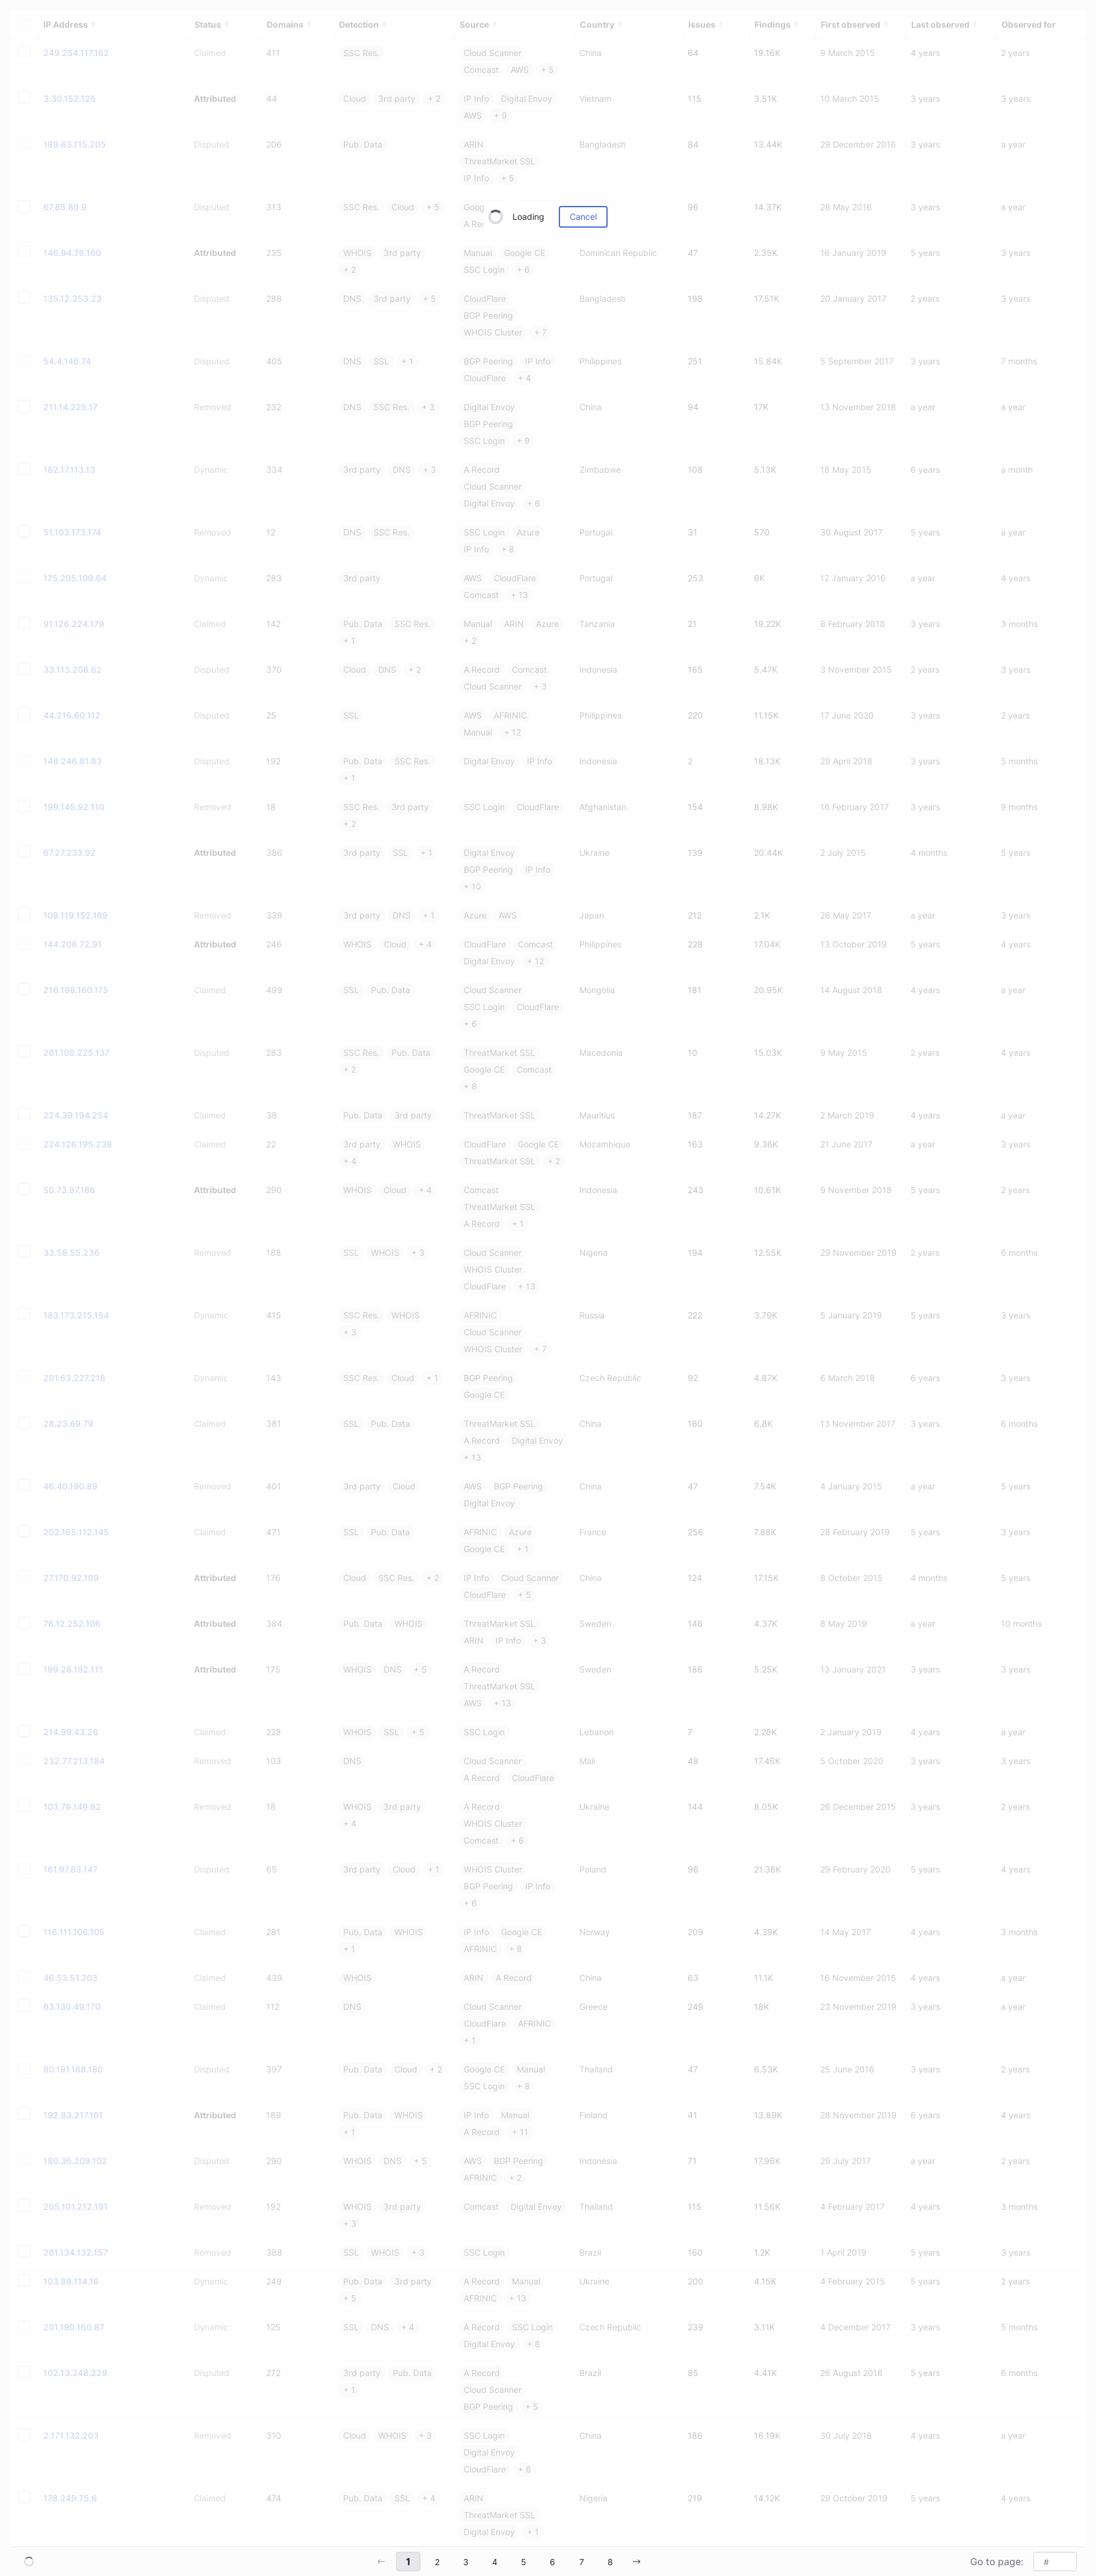 IP Address Status Domains Detection Source Country Issues Findings First observed Last observed Observed for
249.254.117.162 Claimed 411 SSC Res. Cloud Scanner China 64 19.16K 9 March 2015 4 years 2 years
Comcast AWS + 5
3.30.152.125 Attributed 44 Cloud 3rd party + 2 IP Info Digital Envoy Vietnam 115 3.51K 10 March 2015 3 years 3 years
AWS + 9
189.63.115.205 Disputed 206 Pub. Data ARIN Bangladesh 84 13.44K 29 December 2016 3 years a year
ThreatMarket SSL
IP Info + 5
67.85.80.9 Disputed 313 SSC Res. Cloud + 5 96 14.37K 28 May 2016 3 years a year
Loading Cancel
146.94.76.160 Attributed 235 WHOIS 3rd party Manual Google CE Dominican Republic 47 2.35K 16 January 2019 5 years 3 years
+ 2 SSC Login + 6
135.12.253.23 Disputed 288 DNS 3rd party + 5 CloudFlare Bangladesh 198 17.51K 20 January 2017 2 years 3 years
BGP Peering
WHOIS Cluster + 7
54.4.146.74 Disputed 405 DNS SSL + 1 BGP Peering IP Info Philippines 251 15.84K 5 September 2017 3 years 7 months
CloudFlare + 4
211.14.225.17 Removed 232 DNS SSC Res. + 3 Digital Envoy China 94 17K 13 November 2018 a year a year
BGP Peering
SSC Login + 9
182.17.113.13 Dynamic 334 3rd party DNS + 3 A Record Zimbabwe 108 5.13K 18 May 2015 6 years a month
Cloud Scanner
Digital Envoy + 6
51.103.173.174 Removed 12 DNS SSC Res. SSC Login Azure Portugal 31 570 30 August 2017 5 years a year
IP Info + 8
175.205.109.64 Dynamic 283 3rd party AWS CloudFlare Portugal 253 6K 12 January 2016 a year 4 years
Comcast + 13
91.126.224.179 Claimed 142 Pub. Data SSC Res. Manual ARIN Azure Tanzania 21 19.22K 8 February 2018 3 years 3 months
+ 1 + 2
33.113.208.82 Disputed 370 Cloud DNS + 2 A Record Comcast Indonesia 165 5.47K 3 November 2015 2 years 3 years
Cloud Scanner + 3
44.216.60.112 Disputed 25 SSL AWS AFRINIC Philippines 220 11.15K 17 June 2020 3 years 2 years
Manual + 12
148.246.81.83 Disputed 192 Pub. Data SSC Res. Digital Envoy IP Info Indonesia 2 18.13K 29 April 2018 3 years 5 months
+ 1
199.145.92.110 Removed 18 SSC Res. 3rd party SSC Login CloudFlare Afghanistan 154 8.98K 16 February 2017 3 years 9 months
+ 2
67.27.233.92 Attributed 386 3rd party SSL + 1 Digital Envoy Ukraine 139 20.44K 2 July 2015 4 months 5 years
BGP Peering IP Info
+ 10
109.119.152.169 Removed 339 3rd party DNS + 1 Azure AWS Japan 212 2.1K 26 May 2017 a year 3 years
144.206.72.91 Attributed 246 WHOIS Cloud + 4 CloudFlare Comcast Philippines 228 17.04K 13 October 2019 5 years 4 years
Digital Envoy + 12
216.198.160.175 Claimed 499 SSL Pub. Data Cloud Scanner Mongolia 181 20.95K 14 August 2018 4 years a year
SSC Login CloudFlare
+ 6
201.108.225.137 Disputed 283 SSC Res. Pub. Data ThreatMarket SSL Macedonia 10 15.03K 9 May 2015 2 years 4 years
+ 2 Google CE Comcast
+ 8
224.39.194.254 Claimed 38 Pub. Data 3rd party ThreatMarket SSL Mauritius 187 14.27K 2 March 2019 4 years a year
224.126.195.238 Claimed 22 3rd party WHOIS CloudFlare Google CE Mozambique 163 9.36K 21 June 2017 a year 3 years
+ 4 ThreatMarket SSL + 2
50.73.97.166 Attributed 290 WHOIS Cloud + 4 Comcast Indonesia 243 10.61K 9 November 2018 5 years 2 years
ThreatMarket SSL
A Record + 1
33.58.55.236 Removed 188 SSL WHOIS + 3 Cloud Scanner Nigeria 194 12.55K 29 November 2019 2 years 6 months
WHOIS Cluster
CloudFlare + 13
183.173.215.154 Dynamic 415 SSC Res. WHOIS AFRINIC Russia 222 3.79K 5 January 2019 5 years 3 years
+ 3 Cloud Scanner
WHOIS Cluster + 7
201.63.227.218 Dynamic 143 SSC Res. Cloud + 1 BGP Peering Czech Republic 92 4.87K 6 March 2018 6 years 3 years
Google CE
28.23.69.79 Claimed 381 SSL Pub. Data ThreatMarket SSL China 160 6.8K 13 November 2017 3 years 6 months
A Record Digital Envoy
+ 13
46.40.190.89 Removed 401 3rd party Cloud AWS BGP Peering China 47 7.54K 4 January 2015 a year 5 years
Digital Envoy
202.165.112.145 Claimed 471 SSL Pub. Data AFRINIC Azure France 256 7.88K 28 February 2019 5 years 3 years
Google CE + 1
27.170.92.109 Attributed 176 Cloud SSC Res. + 2 IP Info Cloud Scanner China 124 17.15K 8 October 2015 4 months 5 years
CloudFlare + 5
76.12.252.106 Attributed 384 Pub. Data WHOIS ThreatMarket SSL Sweden 146 4.37K 8 May 2019 a year 10 months
ARIN IP Info + 3
199.28.192.111 Attributed 175 WHOIS DNS + 5 A Record Sweden 186 5.25K 13 January 2021 3 years 3 years
ThreatMarket SSL
AWS + 13
214.99.43.26 Claimed 228 WHOIS SSL + 5 SSC Login Lebanon 7 2.28K 2 January 2019 4 years a year
232.77.213.184 Removed 103 DNS Cloud Scanner Mali 48 17.46K 5 October 2020 3 years 3 years
A Record CloudFlare
103.79.149.62 Removed 18 WHOIS 3rd party A Record Ukraine 144 8.05K 26 December 2015 3 years 2 years
+ 4 WHOIS Cluster
Comcast + 6
161.97.83.147 Disputed 65 3rd party Cloud + 1 WHOIS Cluster Poland 96 21.38K 29 February 2020 5 years 4 years
BGP Peering IP Info
+ 6
116.111.106.105 Claimed 281 Pub. Data WHOIS IP Info Google CE Norway 209 4.39K 14 May 2017 4 years 3 months
+ 1 AFRINIC + 8
46.53.51.203 Claimed 439 WHOIS ARIN A Record China 63 11.1K 16 November 2015 4 years a year
63.130.49.170 Claimed 112 DNS Cloud Scanner Greece 249 18K 23 November 2019 3 years a year
CloudFlare AFRINIC
+ 1
80.191.168.180 Disputed 397 Pub. Data Cloud + 2 Google CE Manual Thailand 47 6.53K 25 June 2016 3 years 2 years
SSC Login + 8
192.83.217.161 Attributed 189 Pub. Data WHOIS IP Info Manual Finland 41 13.89K 28 November 2019 6 years 4 years
+ 1 A Record + 11
180.36.208.102 Disputed 290 WHOIS DNS + 5 AWS BGP Peering Indonesia 71 17.96K 29 July 2017 a year 2 years
AFRINIC + 2
205.101.212.191 Removed 192 WHOIS 3rd party Comcast Digital Envoy Thailand 115 11.56K 4 February 2017 4 years 3 months
+ 3
201.134.132.157 Removed 388 SSL WHOIS + 3 SSC Login Brazil 160 1.2K 1 April 2019 5 years 3 years
103.88.114.16 Dynamic 249 Pub. Data 3rd party A Record Manual Ukraine 200 4.15K 4 February 2015 5 years 2 years
+ 5 AFRINIC + 13
201.190.160.87 Dynamic 125 SSL DNS + 4 A Record SSC Login Czech Republic 239 3.11K 4 December 2017 3 years 5 months
Digital Envoy + 8
102.13.248.229 Disputed 272 3rd party Pub. Data A Record Brazil 85 4.41K 26 August 2016 5 years 6 months
+ 1 Cloud Scanner
BGP Peering + 5
2.171.132.203 Removed 310 Cloud WHOIS + 3 SSC Login China 186 16.19K 30 July 2018 4 years a year
Digital Envoy
CloudFlare + 6
178.249.75.6 Claimed 474 Pub. Data SSL + 4 ARIN Nigeria 219 14.12K 29 October 2019 5 years 4 years
ThreatMarket SSL
Digital Envoy + 1
← 1 2 3 4 5 6 7 8 → Go to page: #